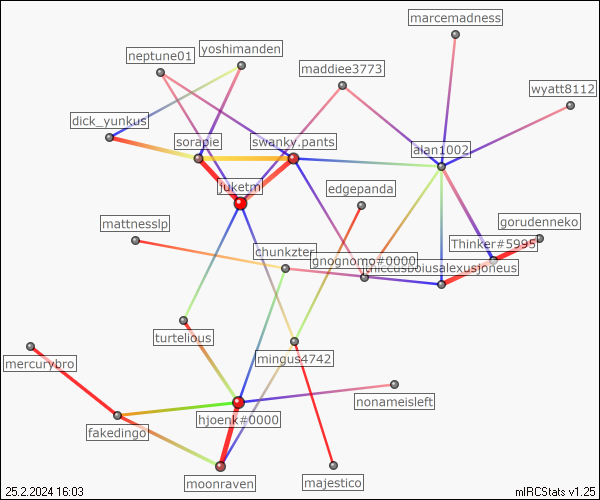 marcemadness
yoshimanden
neptune01
maddiee3773
wyatt8112
dick_yunkus
sorapie
swanky.pants
alan1002
juketm
edgepanda
mattnesslp
gorudenneko
Thinker#5995
chunkzter
gnognomo#0000
turtelious
mingus4742
mercurybro
nonameisleft
hjoenk#0000
fakedingo
moonraven
majestico
25.2.2024 16:03
mIRCStats v1.25